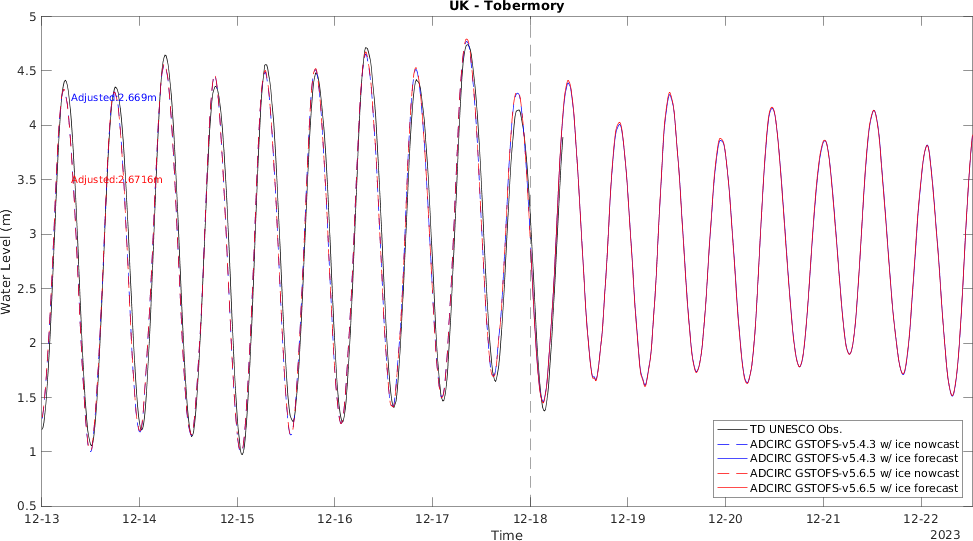 UK - Tobermory
5
4.5
4
3.5
3
2.5
2
1.5
1
0.5
Water Level (m)
Adjusted:2.669m
Adjusted:2.6716m
TD UNESCO Obs.
ADCIRC GSTOFS-v5.4.3 w/ ice nowcast
ADCIRC GSTOFS-v5.4.3 w/ ice forecast
ADCIRC GSTOFS-v5.6.5 w/ ice nowcast
ADCIRC GSTOFS-v5.6.5 w/ ice forecast
12-13 12-14 12-15 12-16 12-17 12-18 12-19 12-20 12-21 12-22
Time
2023